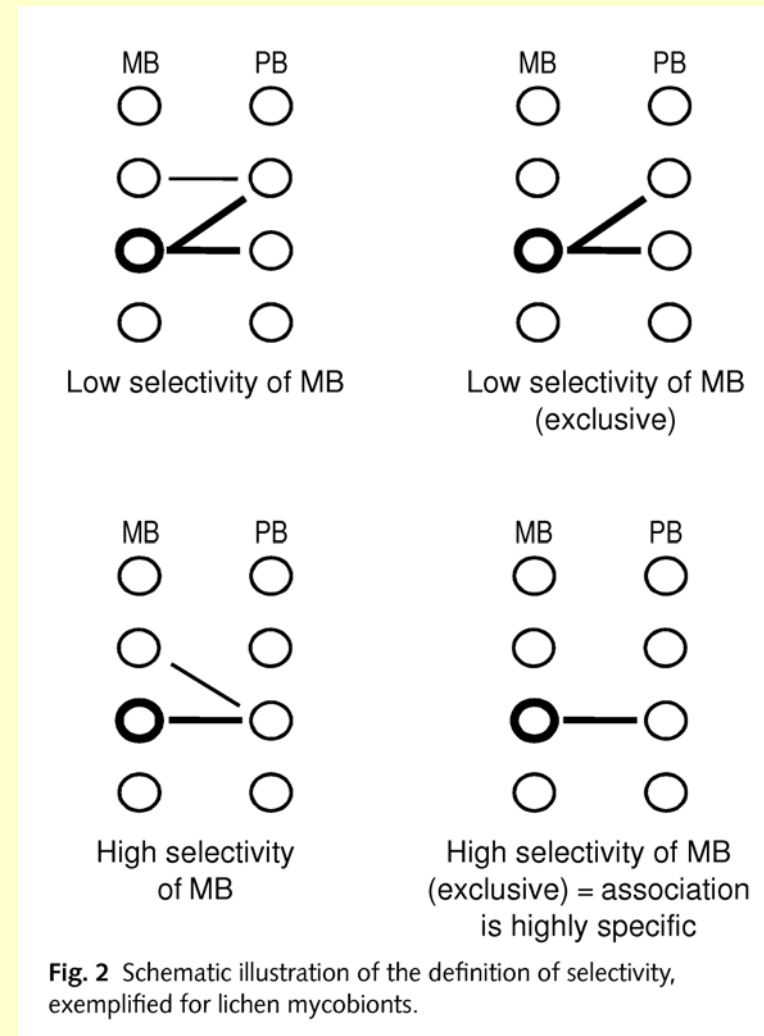 MB PB
MB PB
Low selectivity of MB
Low selectivity of MB
(exclusive)
MB PB
MB PB
High selectivity
of MB
High selectivity of MB
(exclusive) = association
is highly specific
Fig. 2 Schematic illustration of the definition of selectivity,
exemplified for lichen mycobionts.